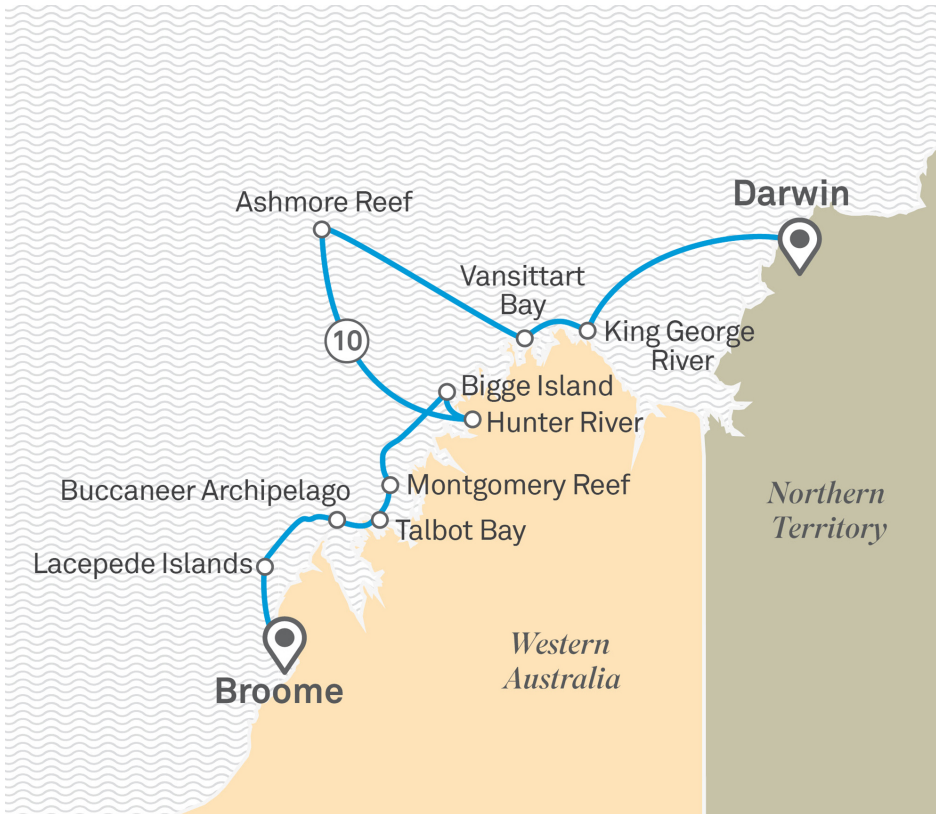 Darwin
Ashmore Reef
Vansittart
Bay
King George
River
10
Bigge Island
Hunter River
Montgomery Reef
Buccaneer Archipelago
Talbot Bay
Northern
Territory
Lacepede Islands
Western
Australia
Broome